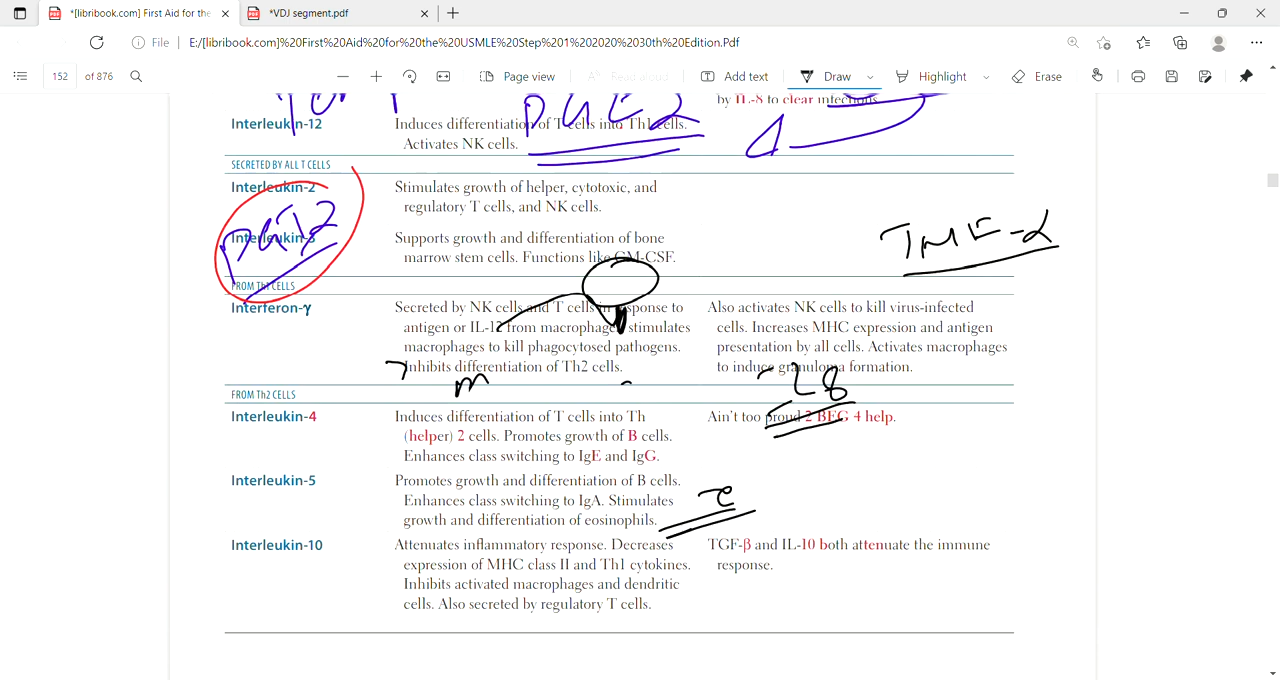 *[libribook.com] First Aid for the
*VDJ segment.pdf
File
E:/[libribook.com]%20First%20Aid%20for%20the%20USMLE%20Step%201%202020%2030th%20Edition.Pdf
152 of 876
Page view
Read aloud
Add text
Draw
Highlight
Erase
by IL-8 to clear infections.
PGE2
Interleukin-12
Induces differentiation of T cells into Th1 cells.
Activates NK cells.
SECRETED BY ALL T CELLS
Interleukin-2
Stimulates growth of helper, cytotoxic, and
regulatory T cells, and NK cells.
Interleukin-3
Supports growth and differentiation of bone
marrow stem cells. Functions like GM-CSF.
FROM Th1 CELLS
Interferon-γ
Secreted by NK cells and T cells in response to
antigen or IL-12 from macrophages; stimulates
macrophages to kill phagocytosed pathogens.
Inhibits differentiation of Th2 cells.
Also activates NK cells to kill virus-infected
cells. Increases MHC expression and antigen
presentation by all cells. Activates macrophages
to induce granuloma formation.
28
FROM Th2 CELLS
Interleukin-4
Induces differentiation of T cells into Th
(helper) 2 cells. Promotes growth of B cells.
Enhances class switching to IgE and IgG.
Ain't too proud 2 BEG 4 help.
Interleukin-5
Promotes growth and differentiation of B cells.
Enhances class switching to IgA. Stimulates
growth and differentiation of eosinophils.
Interleukin-10
Attenuates inflammatory response. Decreases
expression of MHC class II and Th1 cytokines.
Inhibits activated macrophages and dendritic
cells. Also secreted by regulatory T cells.
TGF-β and IL-10 both attenuate the immune
response.